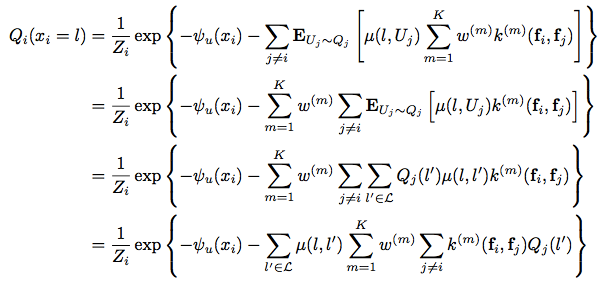 Q_i(x_i = l) = \frac{1}{Z_i} \exp \left\{ -\psi_u(x_i) - \sum_{j \neq i} \mathbf{E}_{U_j \sim Q_j} \left[ \mu(l, U_j) \sum_{m=1}^{K} w^{(m)} k^{(m)}(\mathbf{f}_i, \mathbf{f}_j) \right] \right\}
= \frac{1}{Z_i} \exp \left\{ -\psi_u(x_i) - \sum_{m=1}^{K} w^{(m)} \sum_{j \neq i} \mathbf{E}_{U_j \sim Q_j} \left[ \mu(l, U_j) k^{(m)}(\mathbf{f}_i, \mathbf{f}_j) \right] \right\}
= \frac{1}{Z_i} \exp \left\{ -\psi_u(x_i) - \sum_{m=1}^{K} w^{(m)} \sum_{j \neq i} \sum_{l' \in \mathcal{L}} Q_j(l') \mu(l, l') k^{(m)}(\mathbf{f}_i, \mathbf{f}_j) \right\}
= \frac{1}{Z_i} \exp \left\{ -\psi_u(x_i) - \sum_{l' \in \mathcal{L}} \mu(l, l') \sum_{m=1}^{K} w^{(m)} \sum_{j \neq i} k^{(m)}(\mathbf{f}_i, \mathbf{f}_j) Q_j(l') \right\}